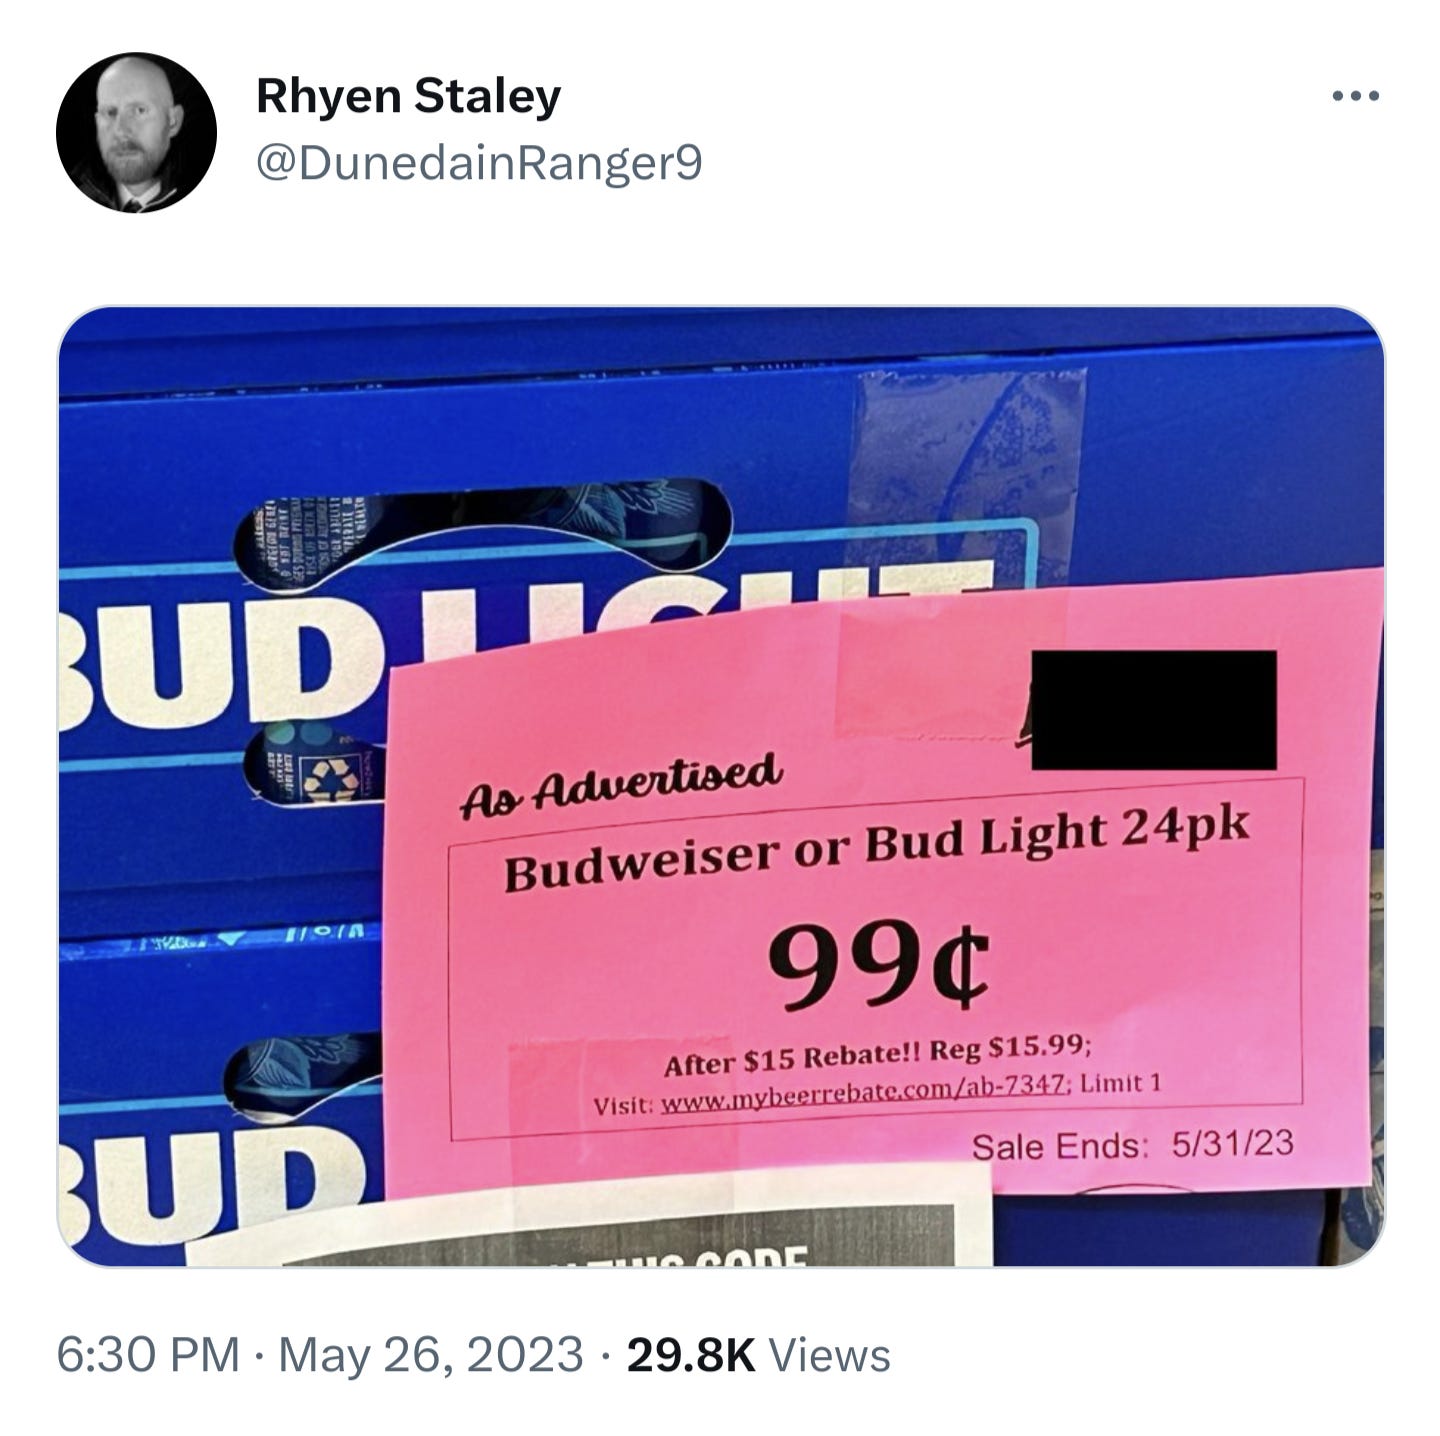 Rhyen Staley
@DunedainRanger9
BUD LIGHT
As Advertised
Budweiser or Bud Light 24pk
99¢
After $15 Rebate!! Reg $15.99;
Visit: www.mybeerrebate.com/ab-7347; Limit 1
Sale Ends: 5/31/23
BUD
THIS CODE
6:30 PM · May 26, 2023 · 29.8K Views